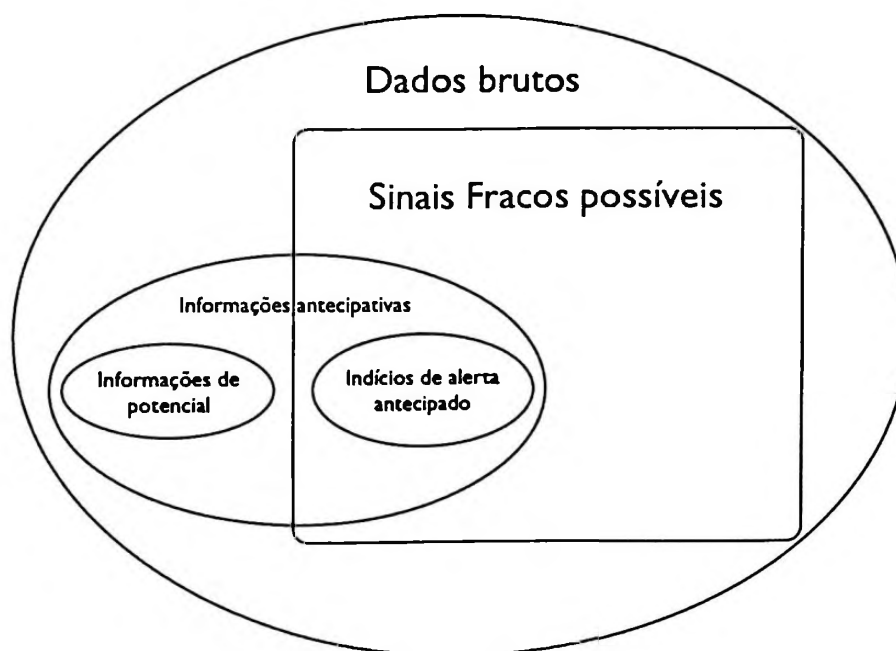 Dados brutos
Sinais Fracos possíveis
Informações antecipativas
Informações de
potencial
Indícios de alerta
antecipado